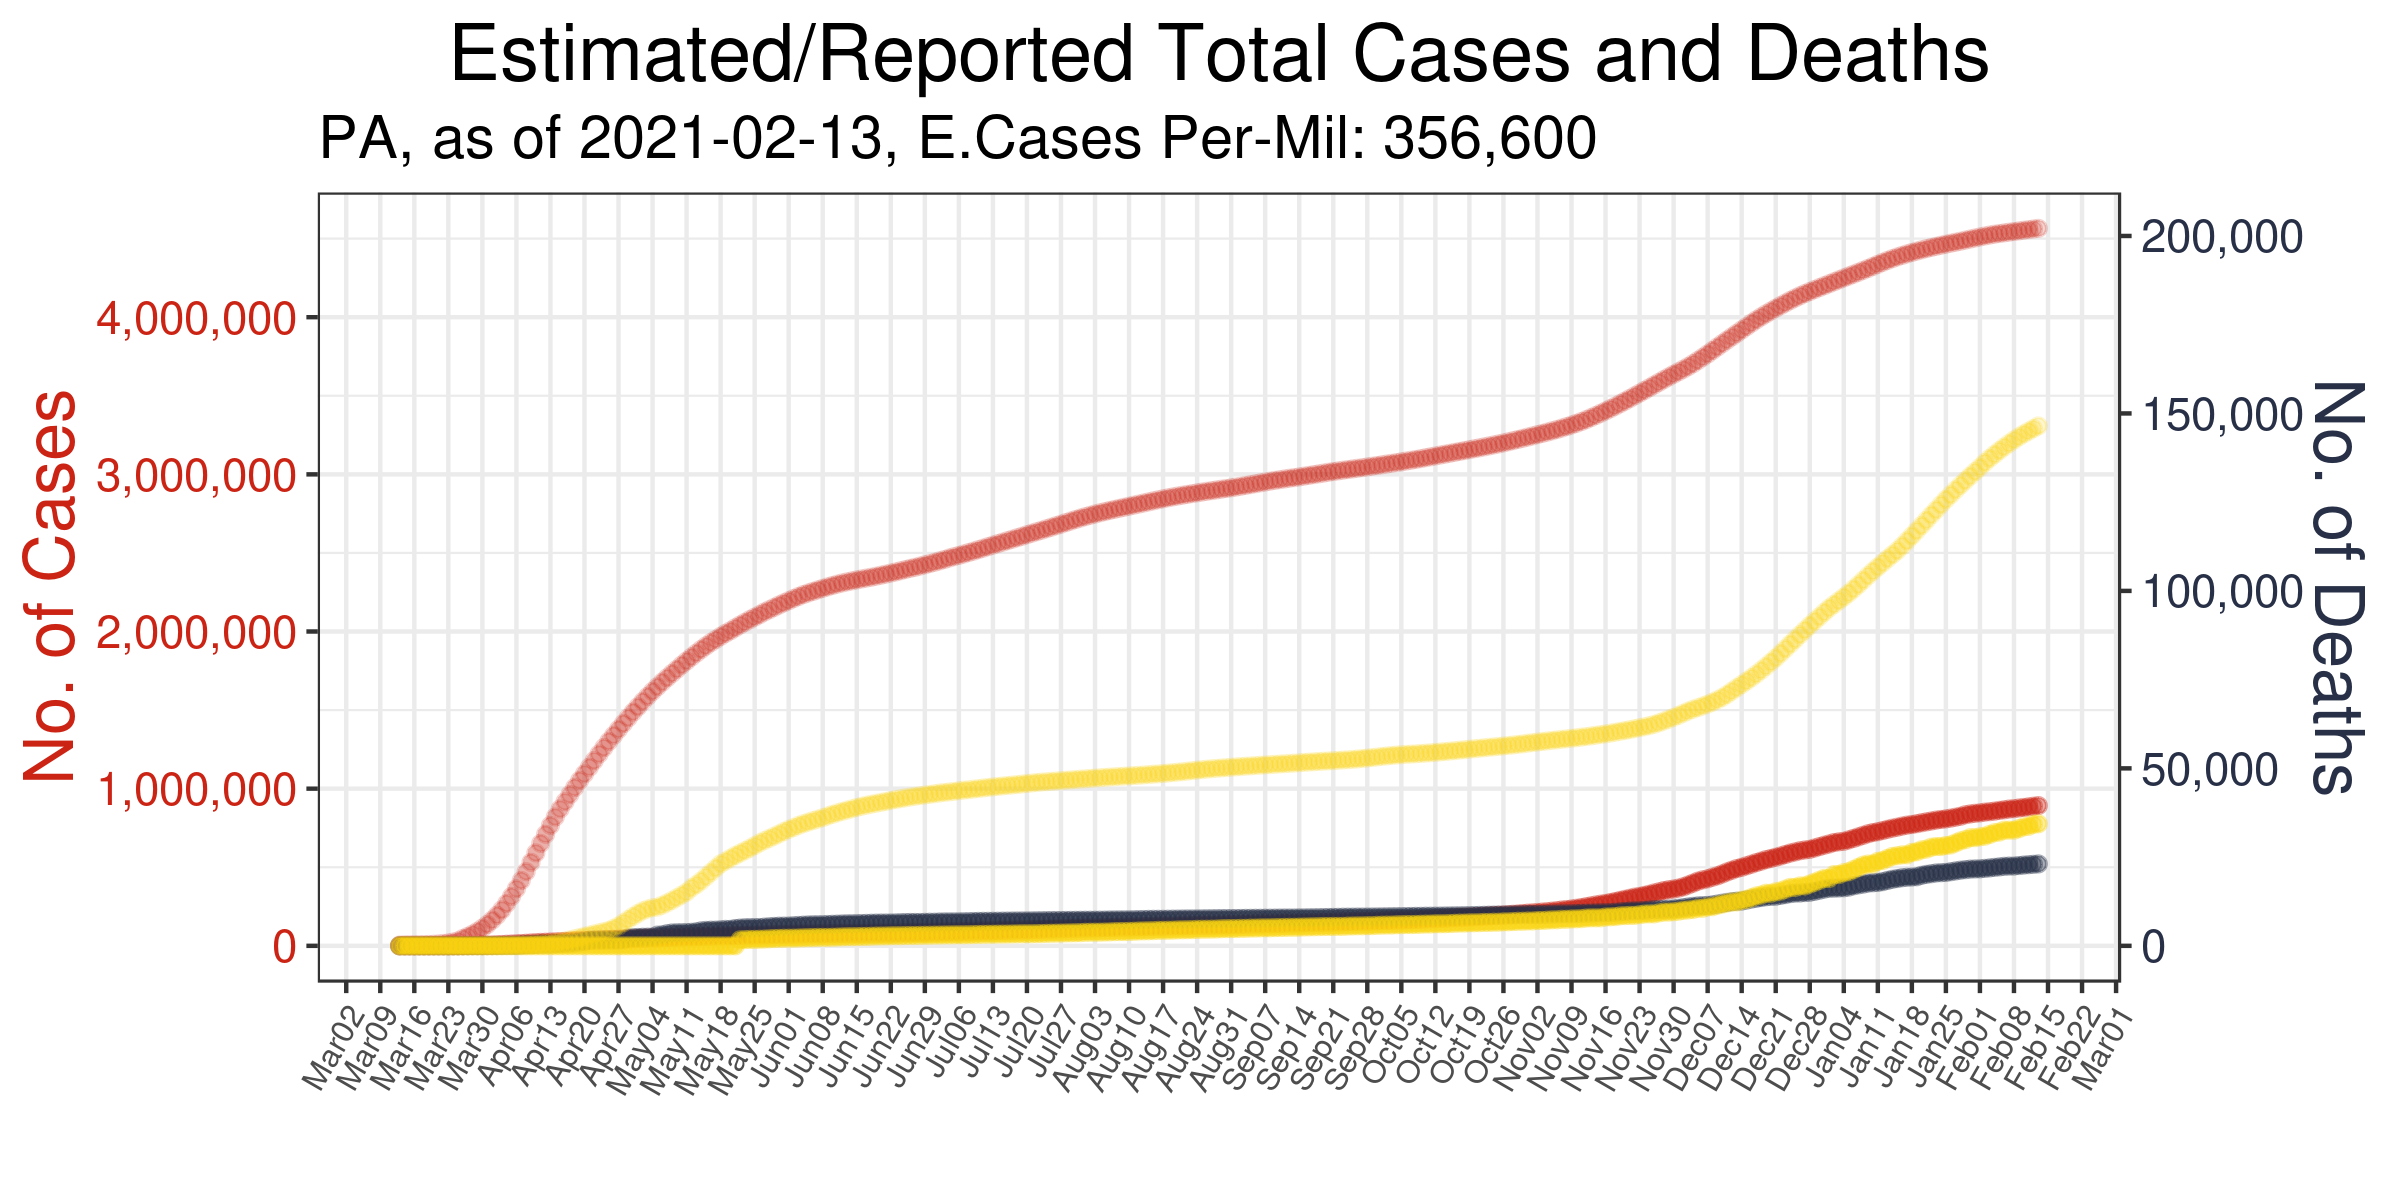 Estimated/Reported Total Cases and Deaths
PA, as of 2021-02-13, E.Cases Per-Mil: 356,600
No. of Cases
4,000,000
3,000,000
2,000,000
1,000,000
0
200,000
150,000
100,000
50,000
0
No. of Deaths
Mar02
Mar09
Mar16
Mar23
Mar30
Apr06
Apr13
Apr20
Apr27
May04
May11
May18
May25
Jun01
Jun08
Jun15
Jun22
Jun29
Jul06
Jul13
Jul20
Jul27
Aug03
Aug10
Aug17
Aug24
Aug31
Sep07
Sep14
Sep21
Sep28
Oct05
Oct12
Oct19
Oct26
Nov02
Nov09
Nov16
Nov23
Nov30
Dec07
Dec14
Dec21
Dec28
Jan04
Jan11
Jan18
Jan25
Feb01
Feb08
Feb15
Feb22
Mar01